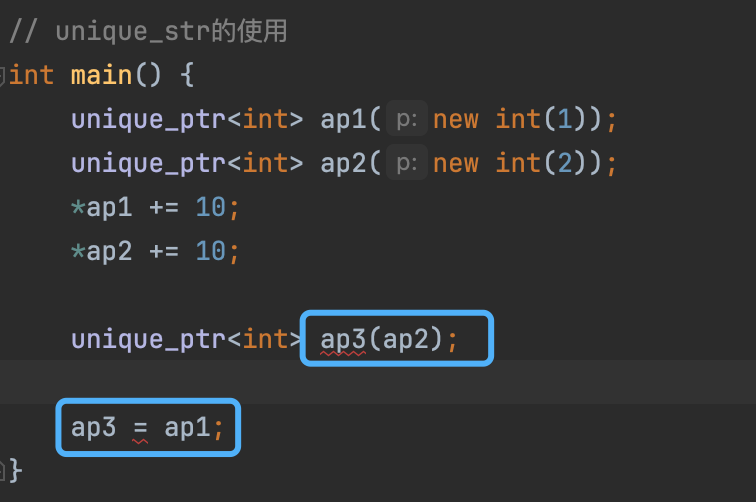 // unique_str的使用
int main() {
unique_ptr<int> ap1( p: new int(1));
unique_ptr<int> ap2( p: new int(2));
*ap1 += 10;
*ap2 += 10;
unique_ptr<int> ap3(ap2);
ap3 = ap1;
}